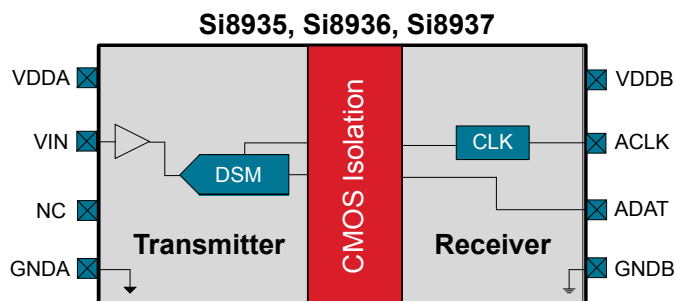 Si8935, Si8936, Si8937
VDDA
VDDB
VIN
CLK
ACLK
DSM
CMOS Isolation
NC
ADAT
Transmitter
Receiver
GNDA
GNDB